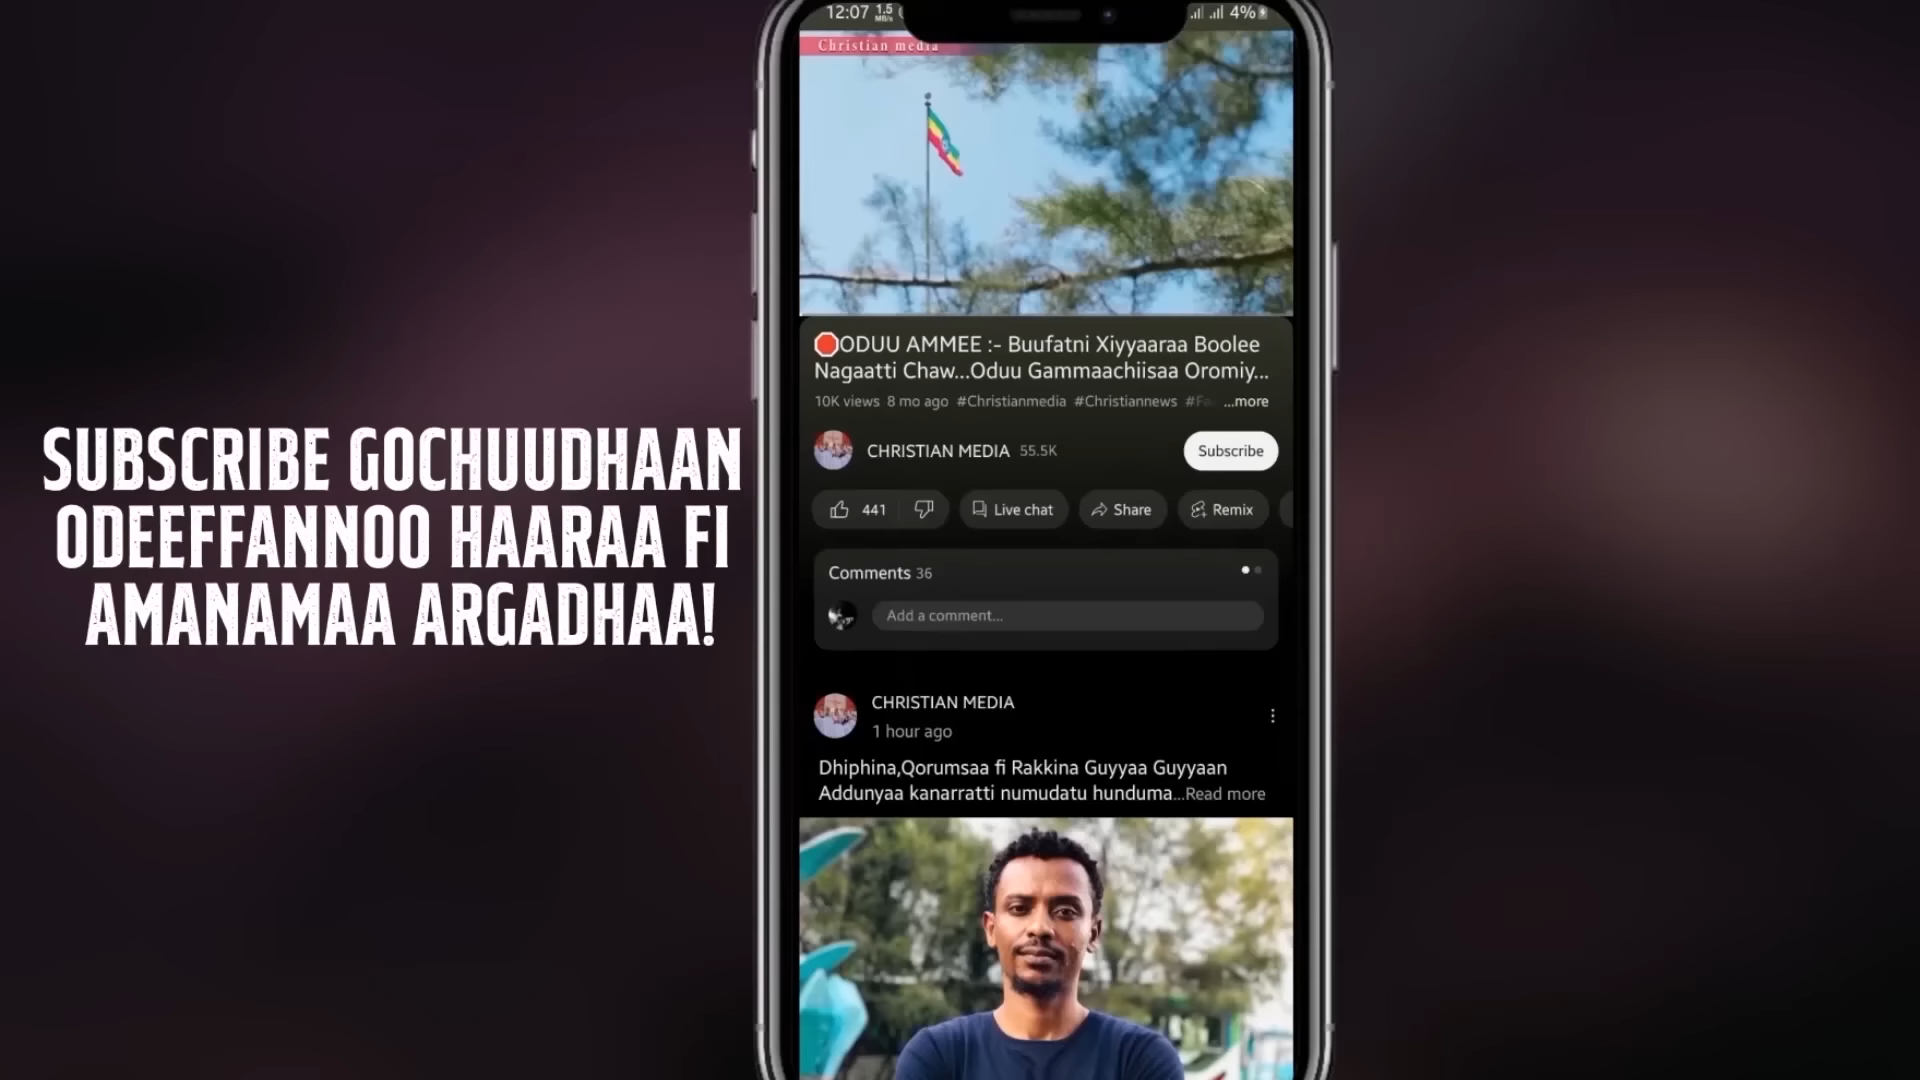 SUBSCRIBE GOCHUUDHAAN
ODEEFFANNOO HAARAA FI
AMANAMAA ARGADHAA!
12:07 1.5 MB/s
4%
Christian media
🛑ODUU AMMEE :- Buufatni Xiyyaaraa Boolee
Nagaatti Chaw...Oduu Gammaachiisaa Oromiy...
10K views 8 mo ago #Christianmedia #Christiannews ...more
CHRISTIAN MEDIA 55.5K
Subscribe
441
Live chat
Share
Remix
Comments 36
Add a comment...
CHRISTIAN MEDIA
1 hour ago
Dhiphina,Qorumsaa fi Rakkina Guyyaa Guyyaan
Addunyaa kanarratti numudatu hunduma...Read more